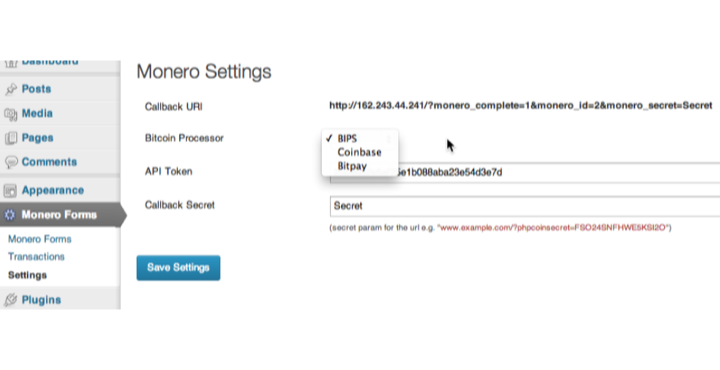 Dashboard
Posts
Media
Pages
Comments
Appearance
Monero Forms
Monero Forms
Transactions
Settings
Plugins
Monero Settings
Callback URI
http://162.243.44.241/?monero_complete=1&monero_id=2&monero_secret=Secret
Bitcoin Processor
✓ BIPS
Coinbase
Bitpay
API Token
e1b088aba23e54d3e7d
Callback Secret
Secret
(secret param for the url e.g. "www.example.com/?phpcoinsecret=FSO24SNFHWE5KSI2O")
Save Settings